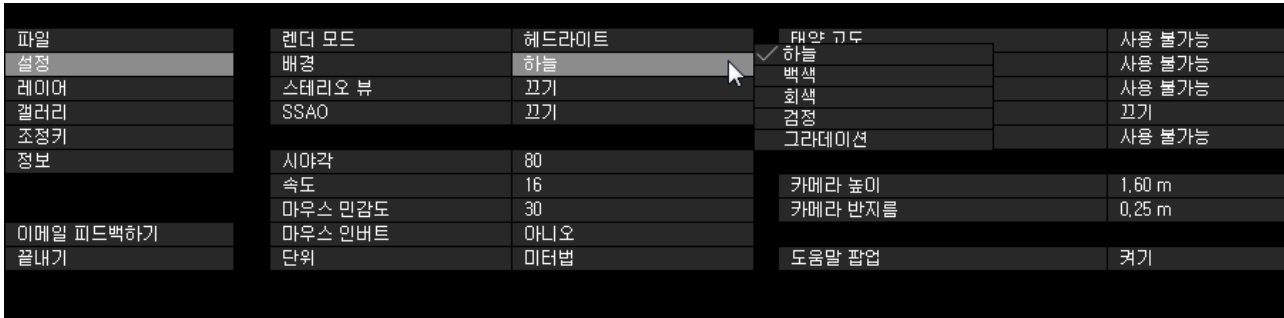 파일
설정
레이어
갤러리
조정키
정보
이메일 피드백하기
끝내기
렌더 모드 헤드라이트
배경 하늘
스테리오 뷰 끄기
SSAO 끄기
시야각 80
속도 16
마우스 민감도 30
마우스 인버트 아니오
단위 미터법
하늘
백색
회색
검정
그라데이션
태양 고도 사용 불가능
사용 불가능
사용 불가능
끄기
사용 불가능
카메라 높이 1,60 m
카메라 반지름 0,25 m
도움말 팝업 켜기